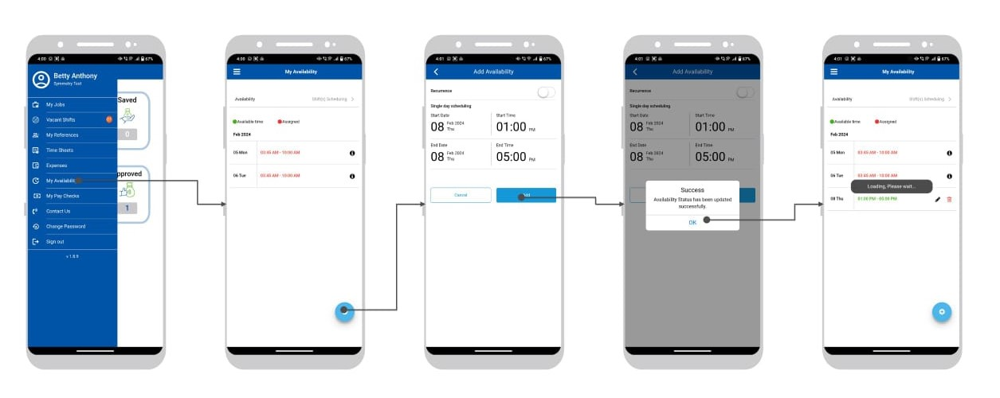 4:00
67%
Betty Anthony
Symmetry Test
My Jobs
Vacant Shifts
My References
Time Sheets
Expenses
My Availabili
My Pay Checks
Contact Us
Change Password
Sign out
v 1.8.9
Saved
0
pproved
1
4:00
67%
My Availability
Availability
Shift(s) Scheduling >
Available time
Assigned
Feb 2024
05 Mon
03:45 AM - 10:00 AM
06 Tue
03:45 AM - 10:00 AM
4:01
67%
Add Availability
Recurrence
Single day scheduling
Start Date
Start Time
08 Feb 2024 Thu
01:00 PM
End Date
End Time
08 Feb 2024 Thu
05:00 PM
Cancel
4:01
67%
Add Availability
Recurrence
Single day scheduling
Start Date
Start Time
08 Feb 2024 Thu
01:00 PM
End Date
End Time
08 Feb 2024 Thu
05:00 PM
Success
Availability Status has been updated
successfully.
OK
4:01
67%
My Availability
Availability
Shift(s) Scheduling >
Available time
Assigned
Feb 2024
05 Mon
03:45 AM - 10:00 AM
06 Tue
03:45 AM - 10:00 AM
Loading, Please wait...
08 Thu
01:00 PM - 05:00 PM